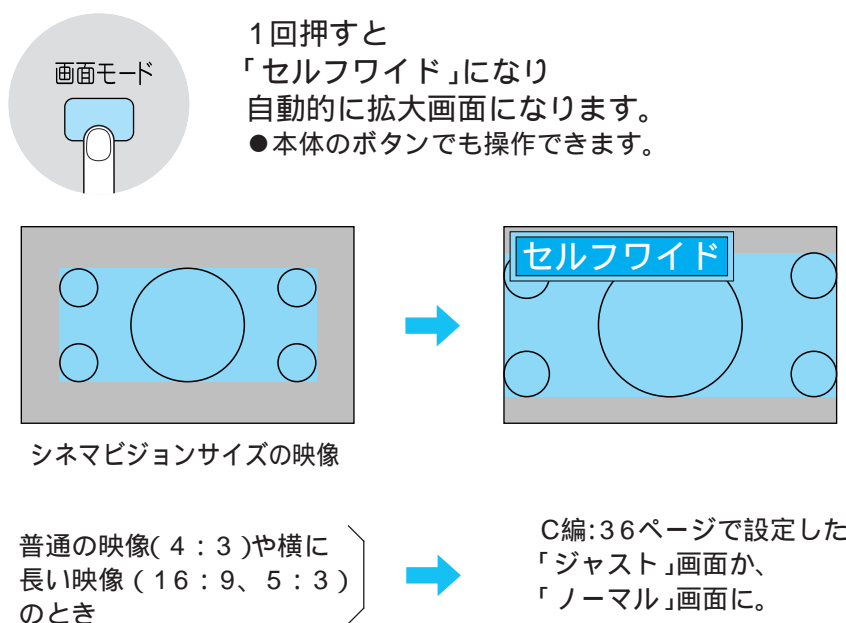 画面モード
1回押すと
「セルフワイド」になり
自動的に拡大画面になります。
●本体のボタンでも操作できます。
セルフワイド
シネマビジョンサイズの映像
普通の映像(4:3)や横に
長い映像(16:9、5:3)
のとき
C編:36ページで設定した
「ジャスト」画面か、
「ノーマル」画面に。